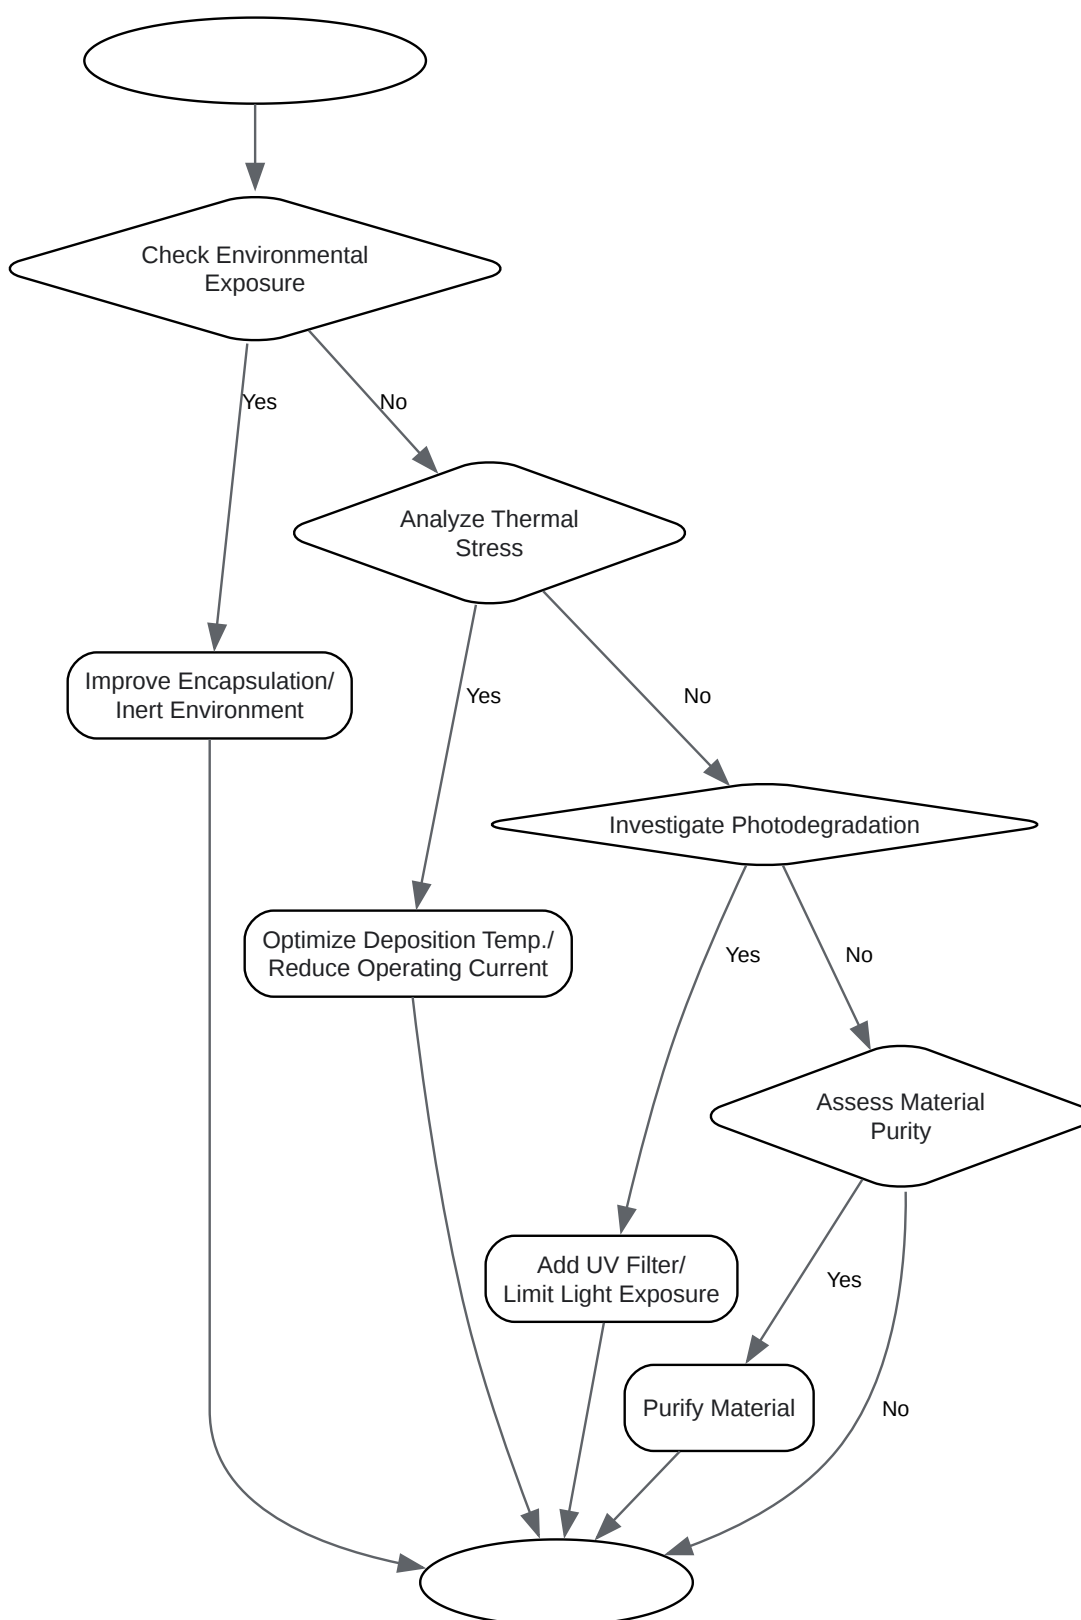 Check Environmental
Exposure
Yes
No
Analyze Thermal
Stress
Improve Encapsulation/
Inert Environment
Yes
No
Investigate Photodegradation
Optimize Deposition Temp./
Reduce Operating Current
Yes
No
Assess Material
Purity
Add UV Filter/
Limit Light Exposure
Yes
Purify Material
No